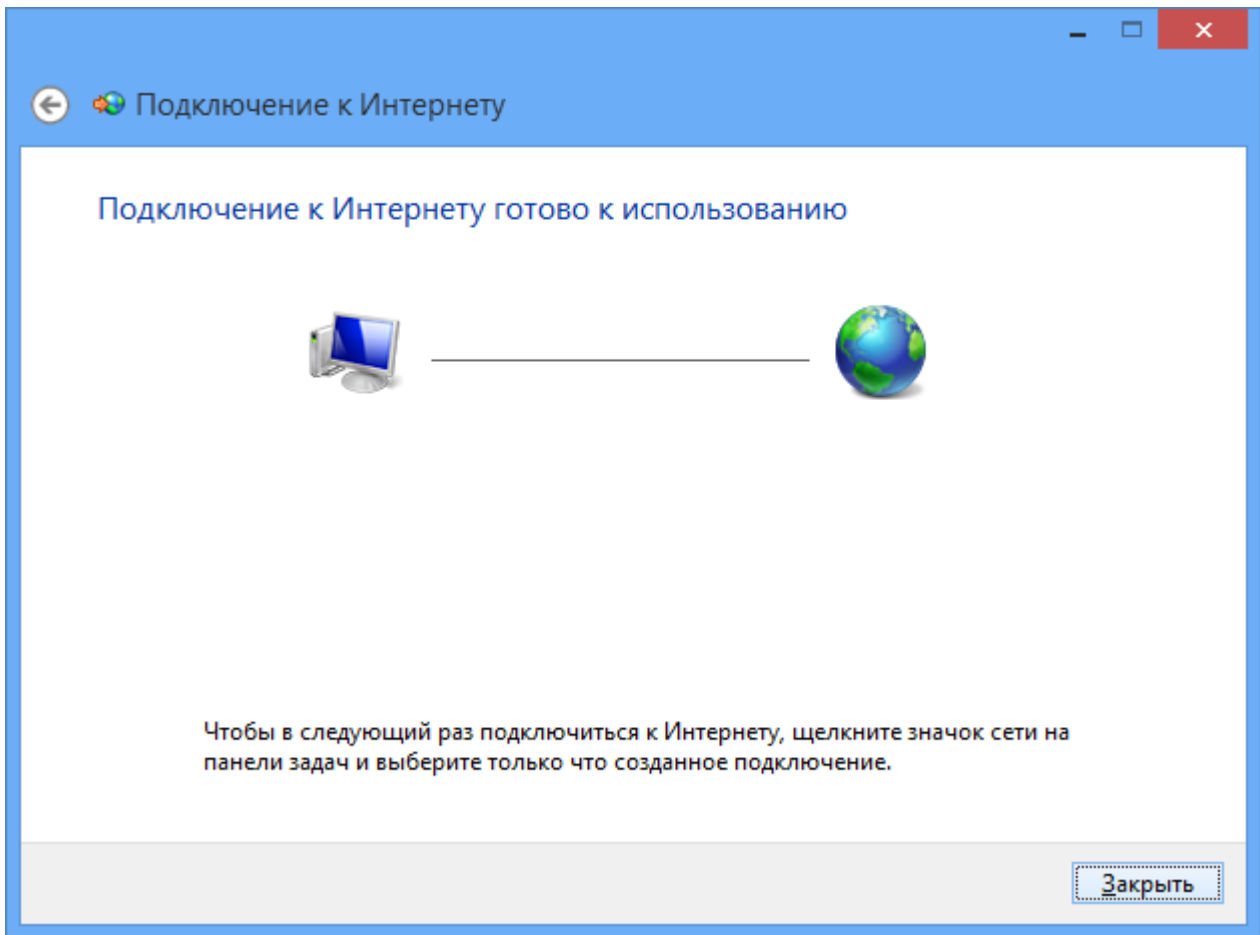 Подключение к Интернету
Подключение к Интернету готово к использованию
Чтобы в следующий раз подключиться к Интернету, щелкните значок сети на
панели задач и выберите только что созданное подключение.
Закрыть